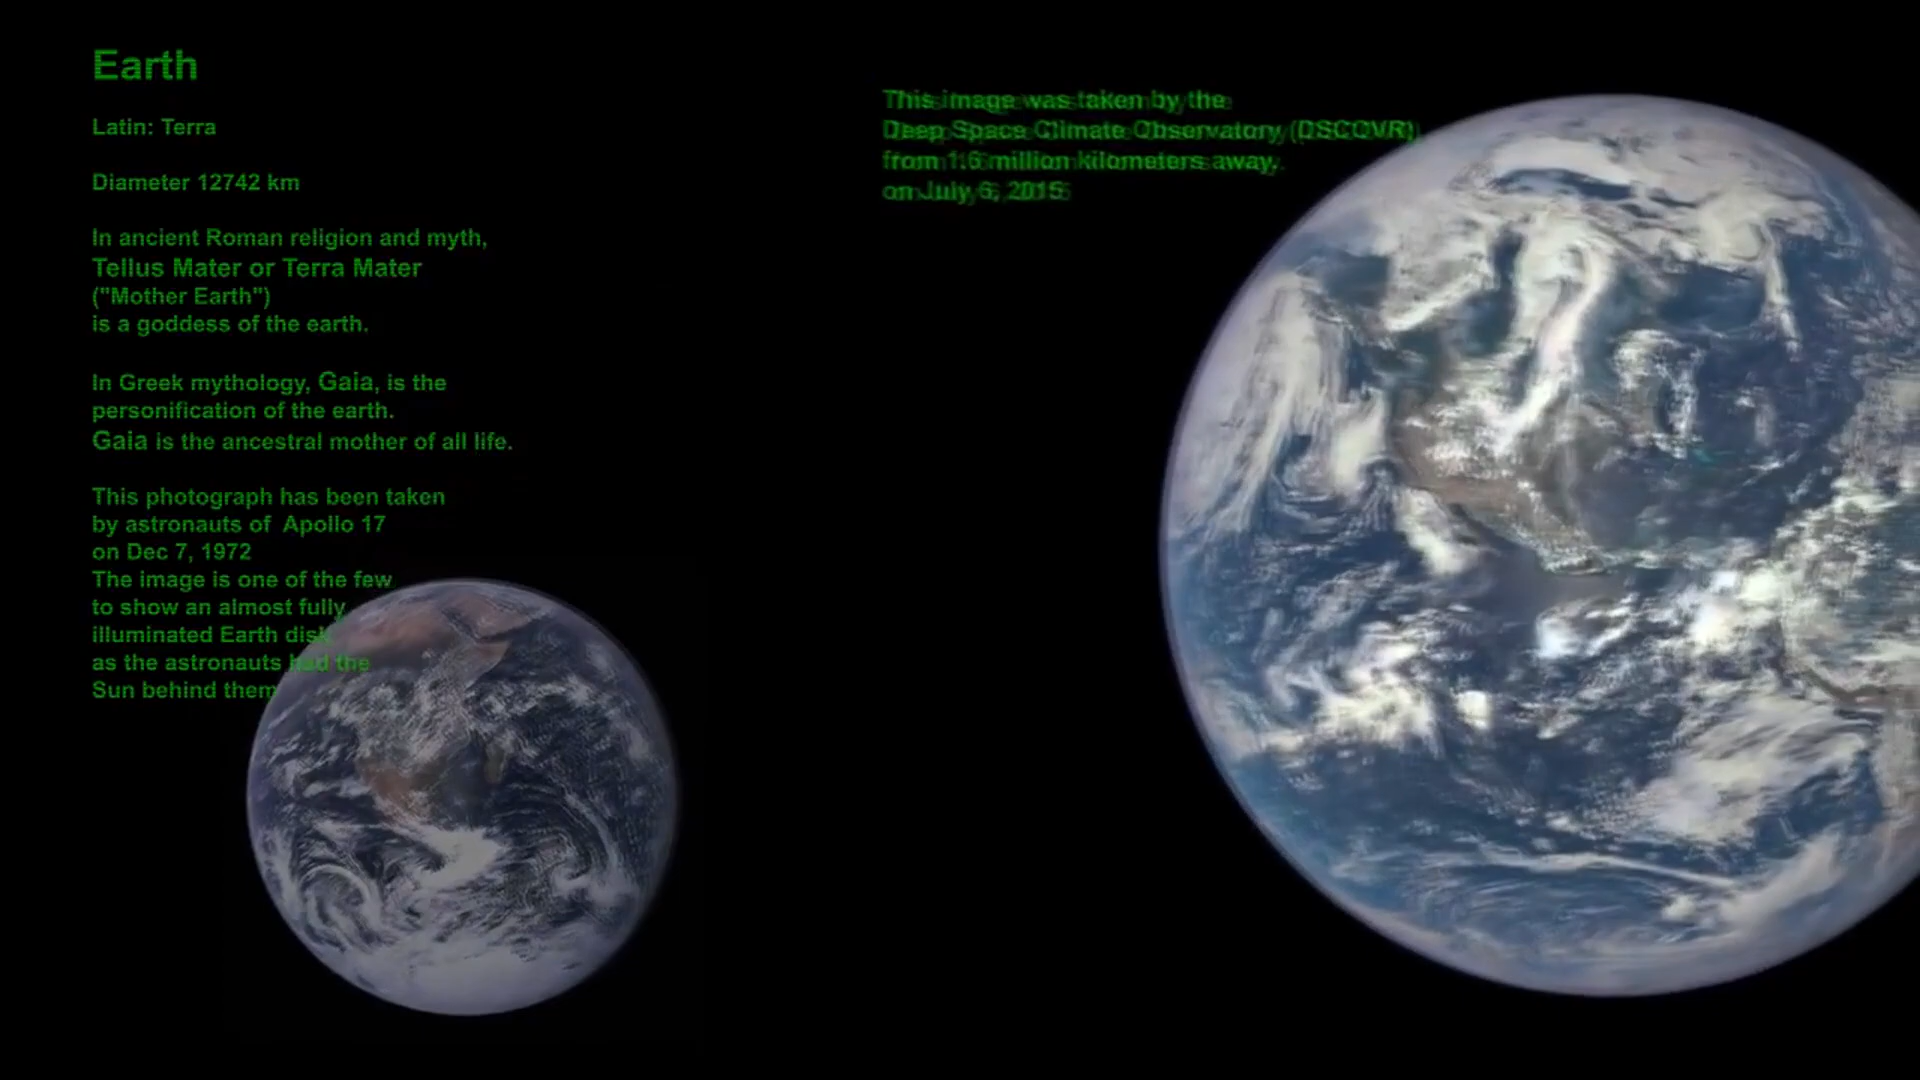 Earth
Latin: Terra
Diameter 12742 km
In ancient Roman religion and myth,
Tellus Mater or Terra Mater
("Mother Earth")
is a goddess of the earth.
In Greek mythology, Gaia, is the
personification of the earth.
Gaia is the ancestral mother of all life.
This photograph has been taken
by astronauts of Apollo 17
on Dec 7, 1972
The image is one of the few
to show an almost fully
illuminated Earth disk
as the astronauts had the
Sun behind them
This image was taken by the
Deep Space Climate Observatory (DSCOVR)
from 1.6 million kilometers away.
on July 6, 2015